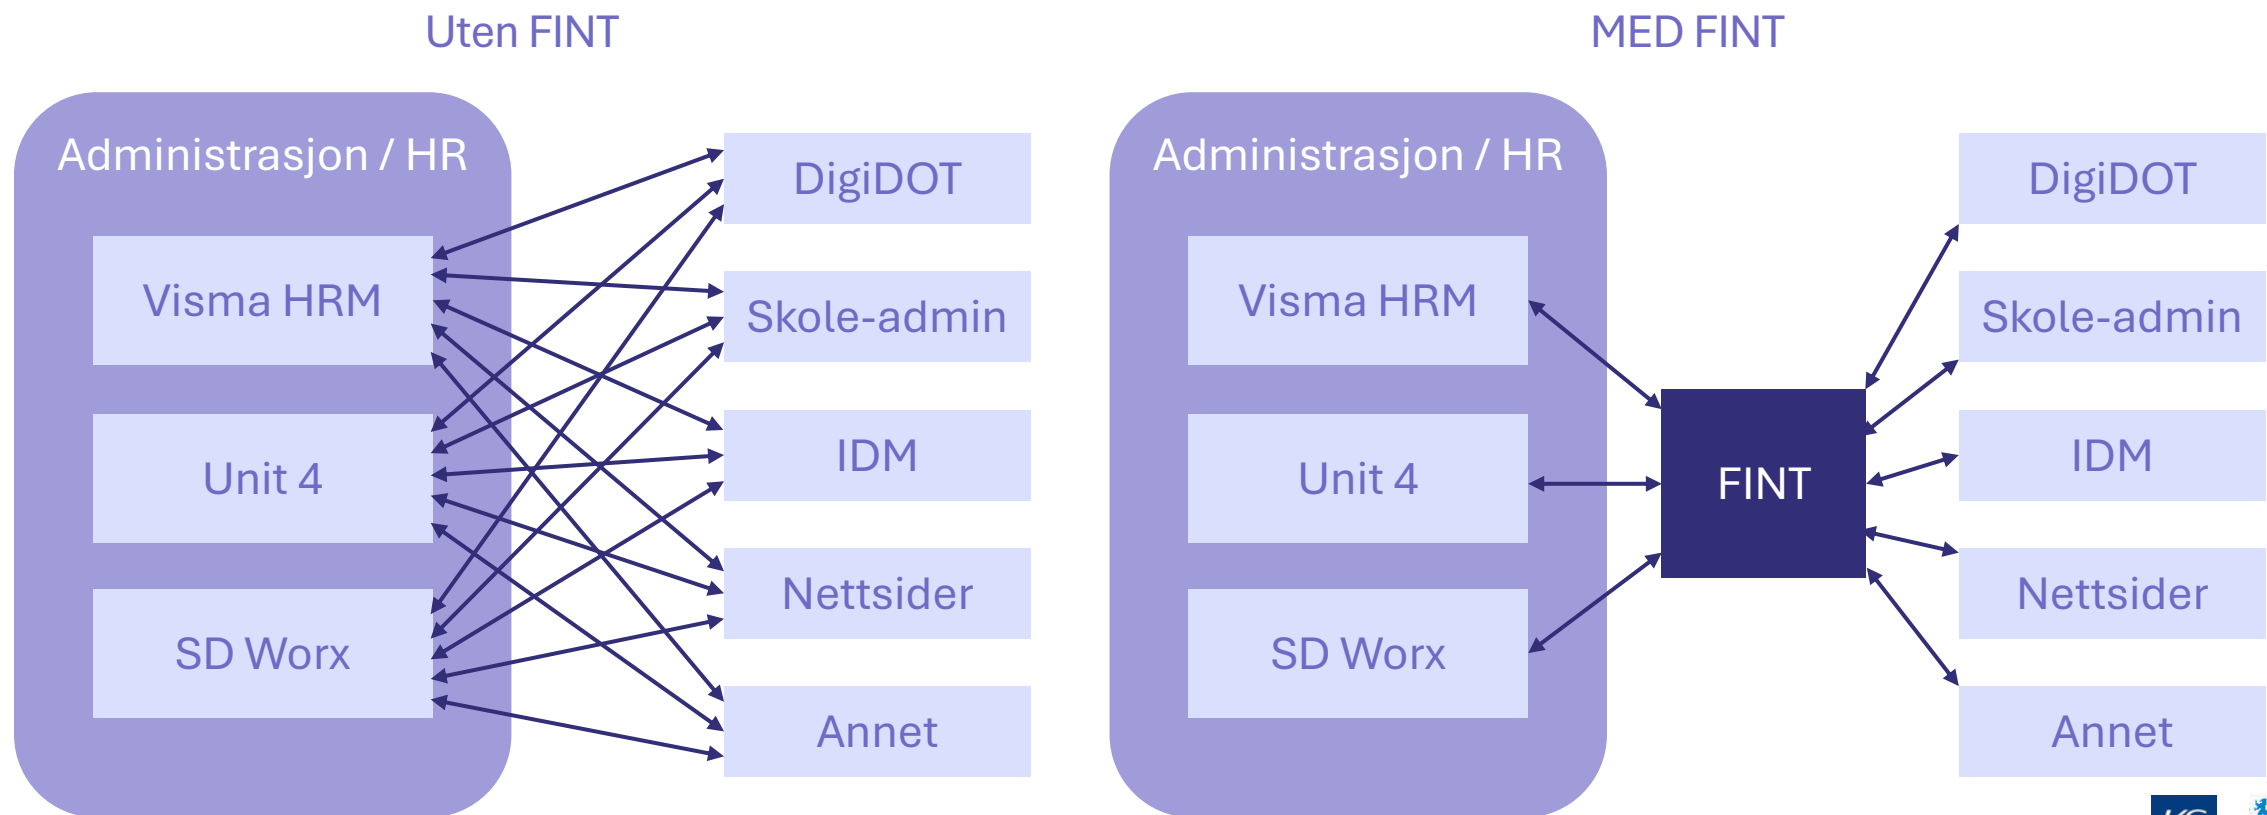 Uten FINT
Administrasjon / HR
Visma HRM
Unit 4
SD Worx
DigiDOT
Skole-admin
IDM
Nettsider
Annet
MED FINT
Administrasjon / HR
Visma HRM
Unit 4
SD Worx
FINT
DigiDOT
Skole-admin
IDM
Nettsider
Annet